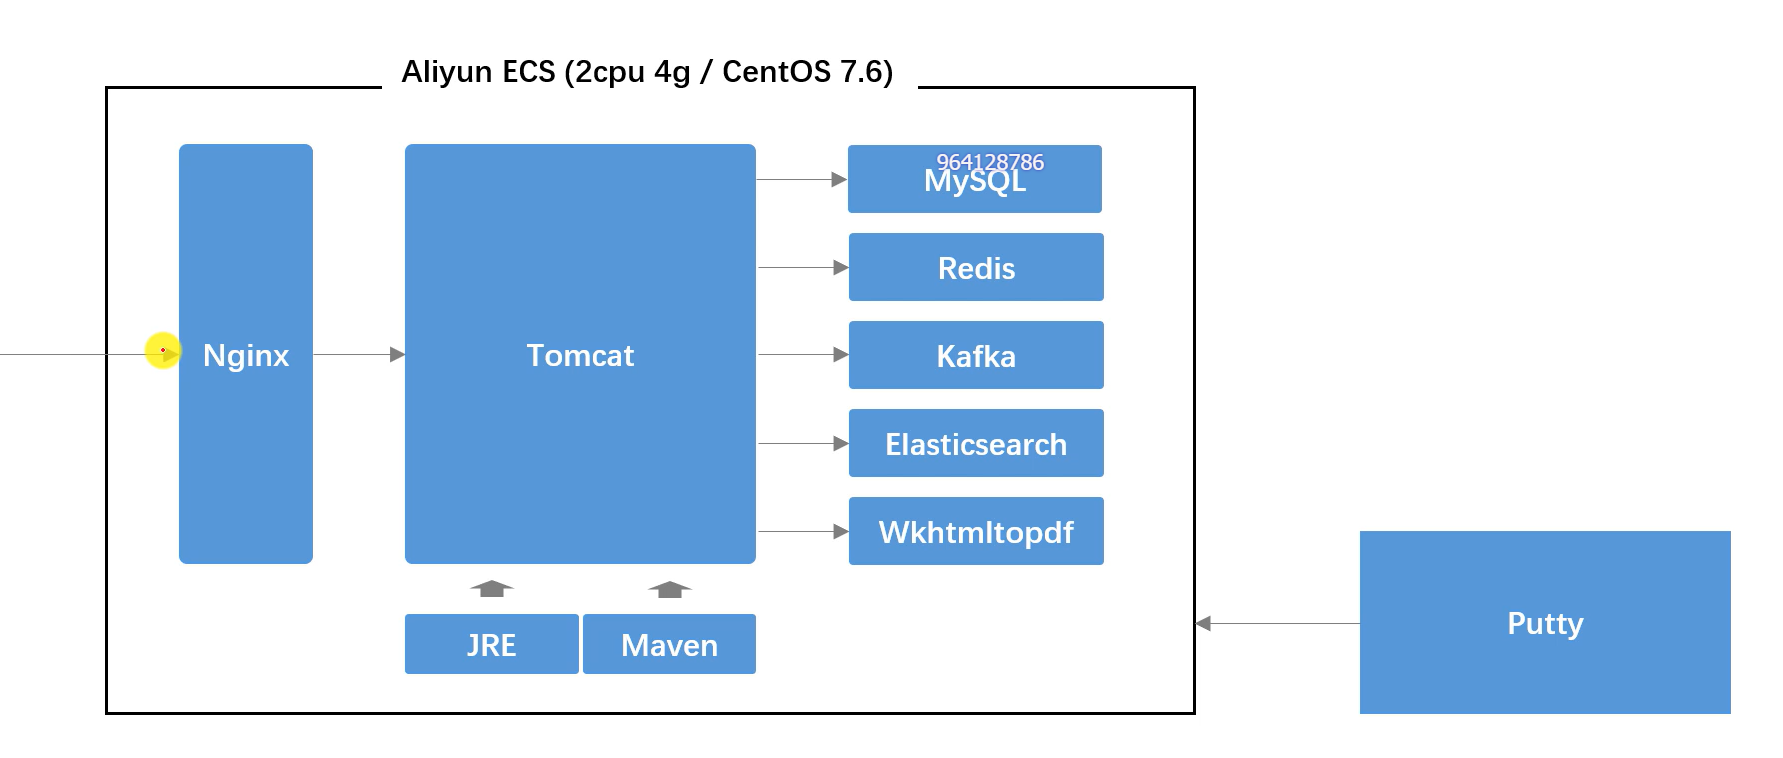 Aliyun ECS (2cpu 4g / CentOS 7.6)
964128786
MySQL
Redis
Nginx
Tomcat
Kafka
Elasticsearch
Wkhtmltopdf
JRE
Maven
Putty